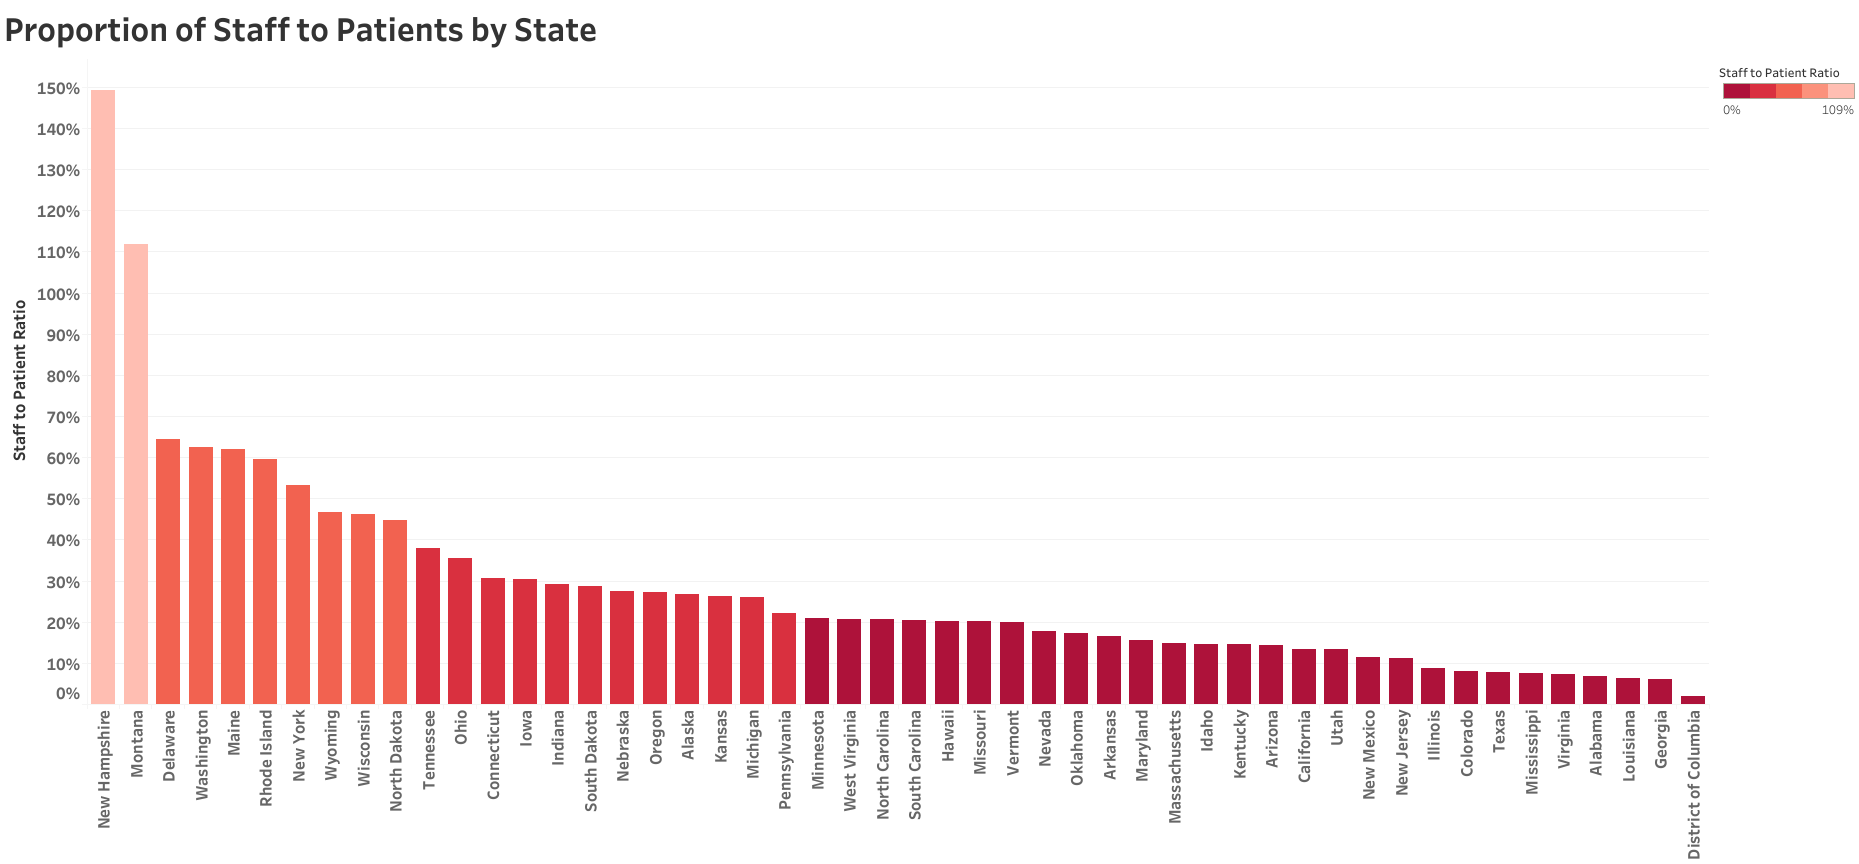 Proportion of Staff to Patients by State
Staff to Patient Ratio
0%
109%
Staff to Patient Ratio
150%
140%
130%
120%
110%
100%
90%
80%
70%
60%
50%
40%
30%
20%
10%
0%
New Hampshire
Montana
Delaware
Washington
Maine
Rhode Island
New York
Wyoming
Wisconsin
North Dakota
Tennessee
Ohio
Connecticut
Iowa
Indiana
South Dakota
Nebraska
Oregon
Alaska
Kansas
Michigan
Pennsylvania
Minnesota
West Virginia
North Carolina
South Carolina
Hawaii
Missouri
Vermont
Nevada
Oklahoma
Arkansas
Maryland
Massachusetts
Idaho
Kentucky
Arizona
California
Utah
New Mexico
New Jersey
Illinois
Colorado
Texas
Mississippi
Virginia
Alabama
Louisiana
Georgia
District of Columbia